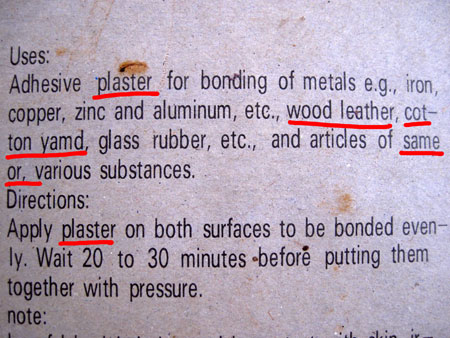 Uses:
Adhesive plaster for bonding of metals e.g., iron,
copper, zinc and aluminum, etc., wood leather, cot-
ton yamd, glass rubber, etc., and articles of same
or, various substances.
Directions:
Apply plaster on both surfaces to be bonded even-
ly. Wait 20 to 30 minutes before putting them
together with pressure.
note: